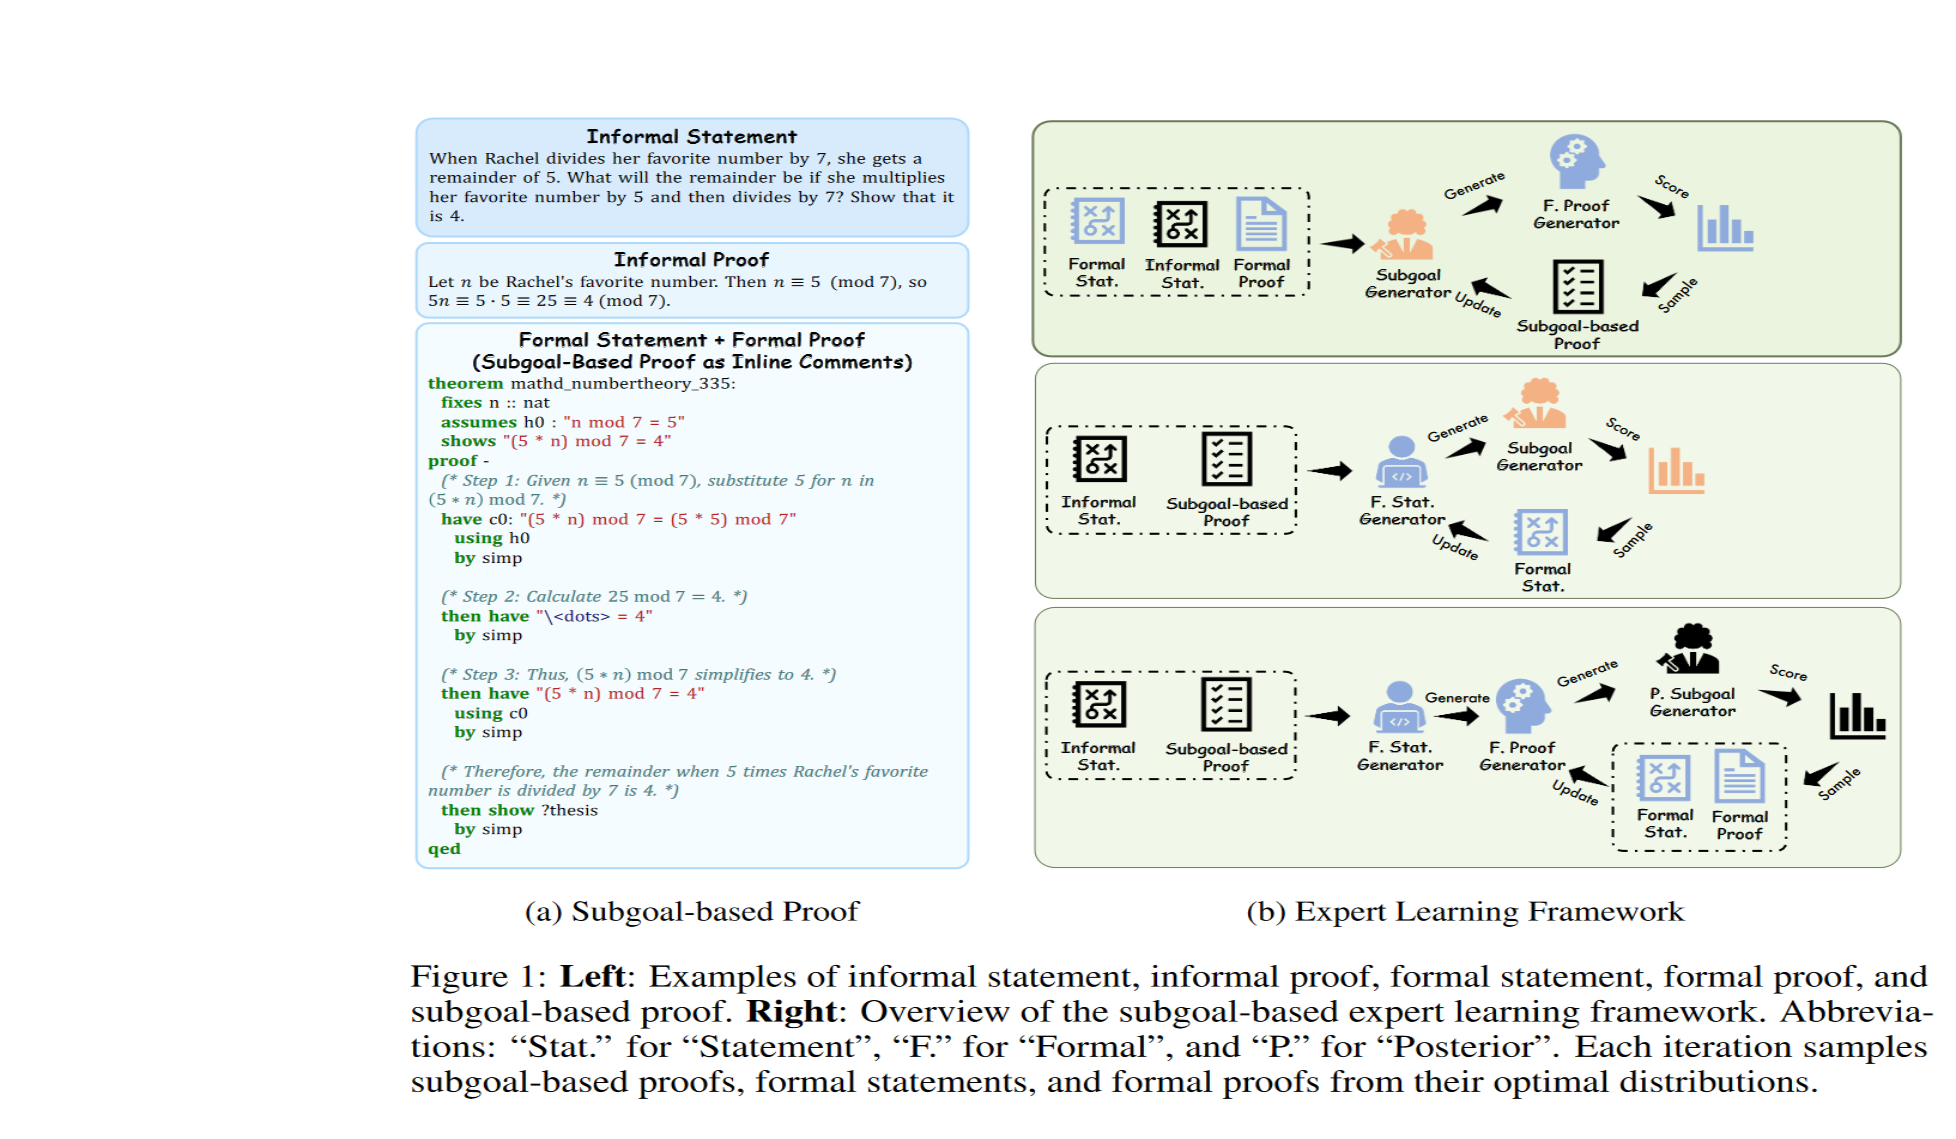 Informal Statement
When Rachel divides her favorite number by 7, she gets a
remainder of 5. What will the remainder be if she multiplies
her favorite number by 5 and then divides by 7? Show that it
is 4.
Informal Proof
Let n be Rachel's favorite number. Then n ≡ 5 (mod 7), so
5n ≡ 5 · 5 ≡ 25 ≡ 4 (mod 7).
Formal Statement + Formal Proof
(Subgoal-Based Proof as Inline Comments)
theorem mathd_numbertheory_335:
fixes n :: nat
assumes h0 : "n mod 7 = 5"
shows "(5 * n) mod 7 = 4"
proof -
(* Step 1: Given n ≡ 5 (mod 7), substitute 5 for n in
(5 * n) mod 7. *)
have c0: "(5 * n) mod 7 = (5 * 5) mod 7"
using h0
by simp
(* Step 2: Calculate 25 mod 7 = 4. *)
then have "\<dots> = 4"
by simp
(* Step 3: Thus, (5 * n) mod 7 simplifies to 4. *)
then have "(5 * n) mod 7 = 4"
using c0
by simp
(* Therefore, the remainder when 5 times Rachel's favorite
number is divided by 7 is 4. *)
then show ?thesis
by simp
qed
(a) Subgoal-based Proof
Formal
Stat.
Informal
Stat.
Formal
Proof
Subgoal
Generator
Generate
F. Proof
Generator
Score
Sample
Subgoal-based
Proof
Update
Informal
Stat.
Subgoal-based
Proof
F. Stat.
Generator
Generate
Subgoal
Generator
Score
Sample
Formal
Stat.
Update
Informal
Stat.
Subgoal-based
Proof
F. Stat.
Generator
Generate
F. Proof
Generator
Generate
P. Subgoal
Generator
Score
Sample
Formal
Stat.
Formal
Proof
Update
(b) Expert Learning Framework
Figure 1: Left: Examples of informal statement, informal proof, formal statement, formal proof, and
subgoal-based proof. Right: Overview of the subgoal-based expert learning framework. Abbrevia-
tions: “Stat.” for “Statement”, “F.” for “Formal”, and “P.” for “Posterior”. Each iteration samples
subgoal-based proofs, formal statements, and formal proofs from their optimal distributions.